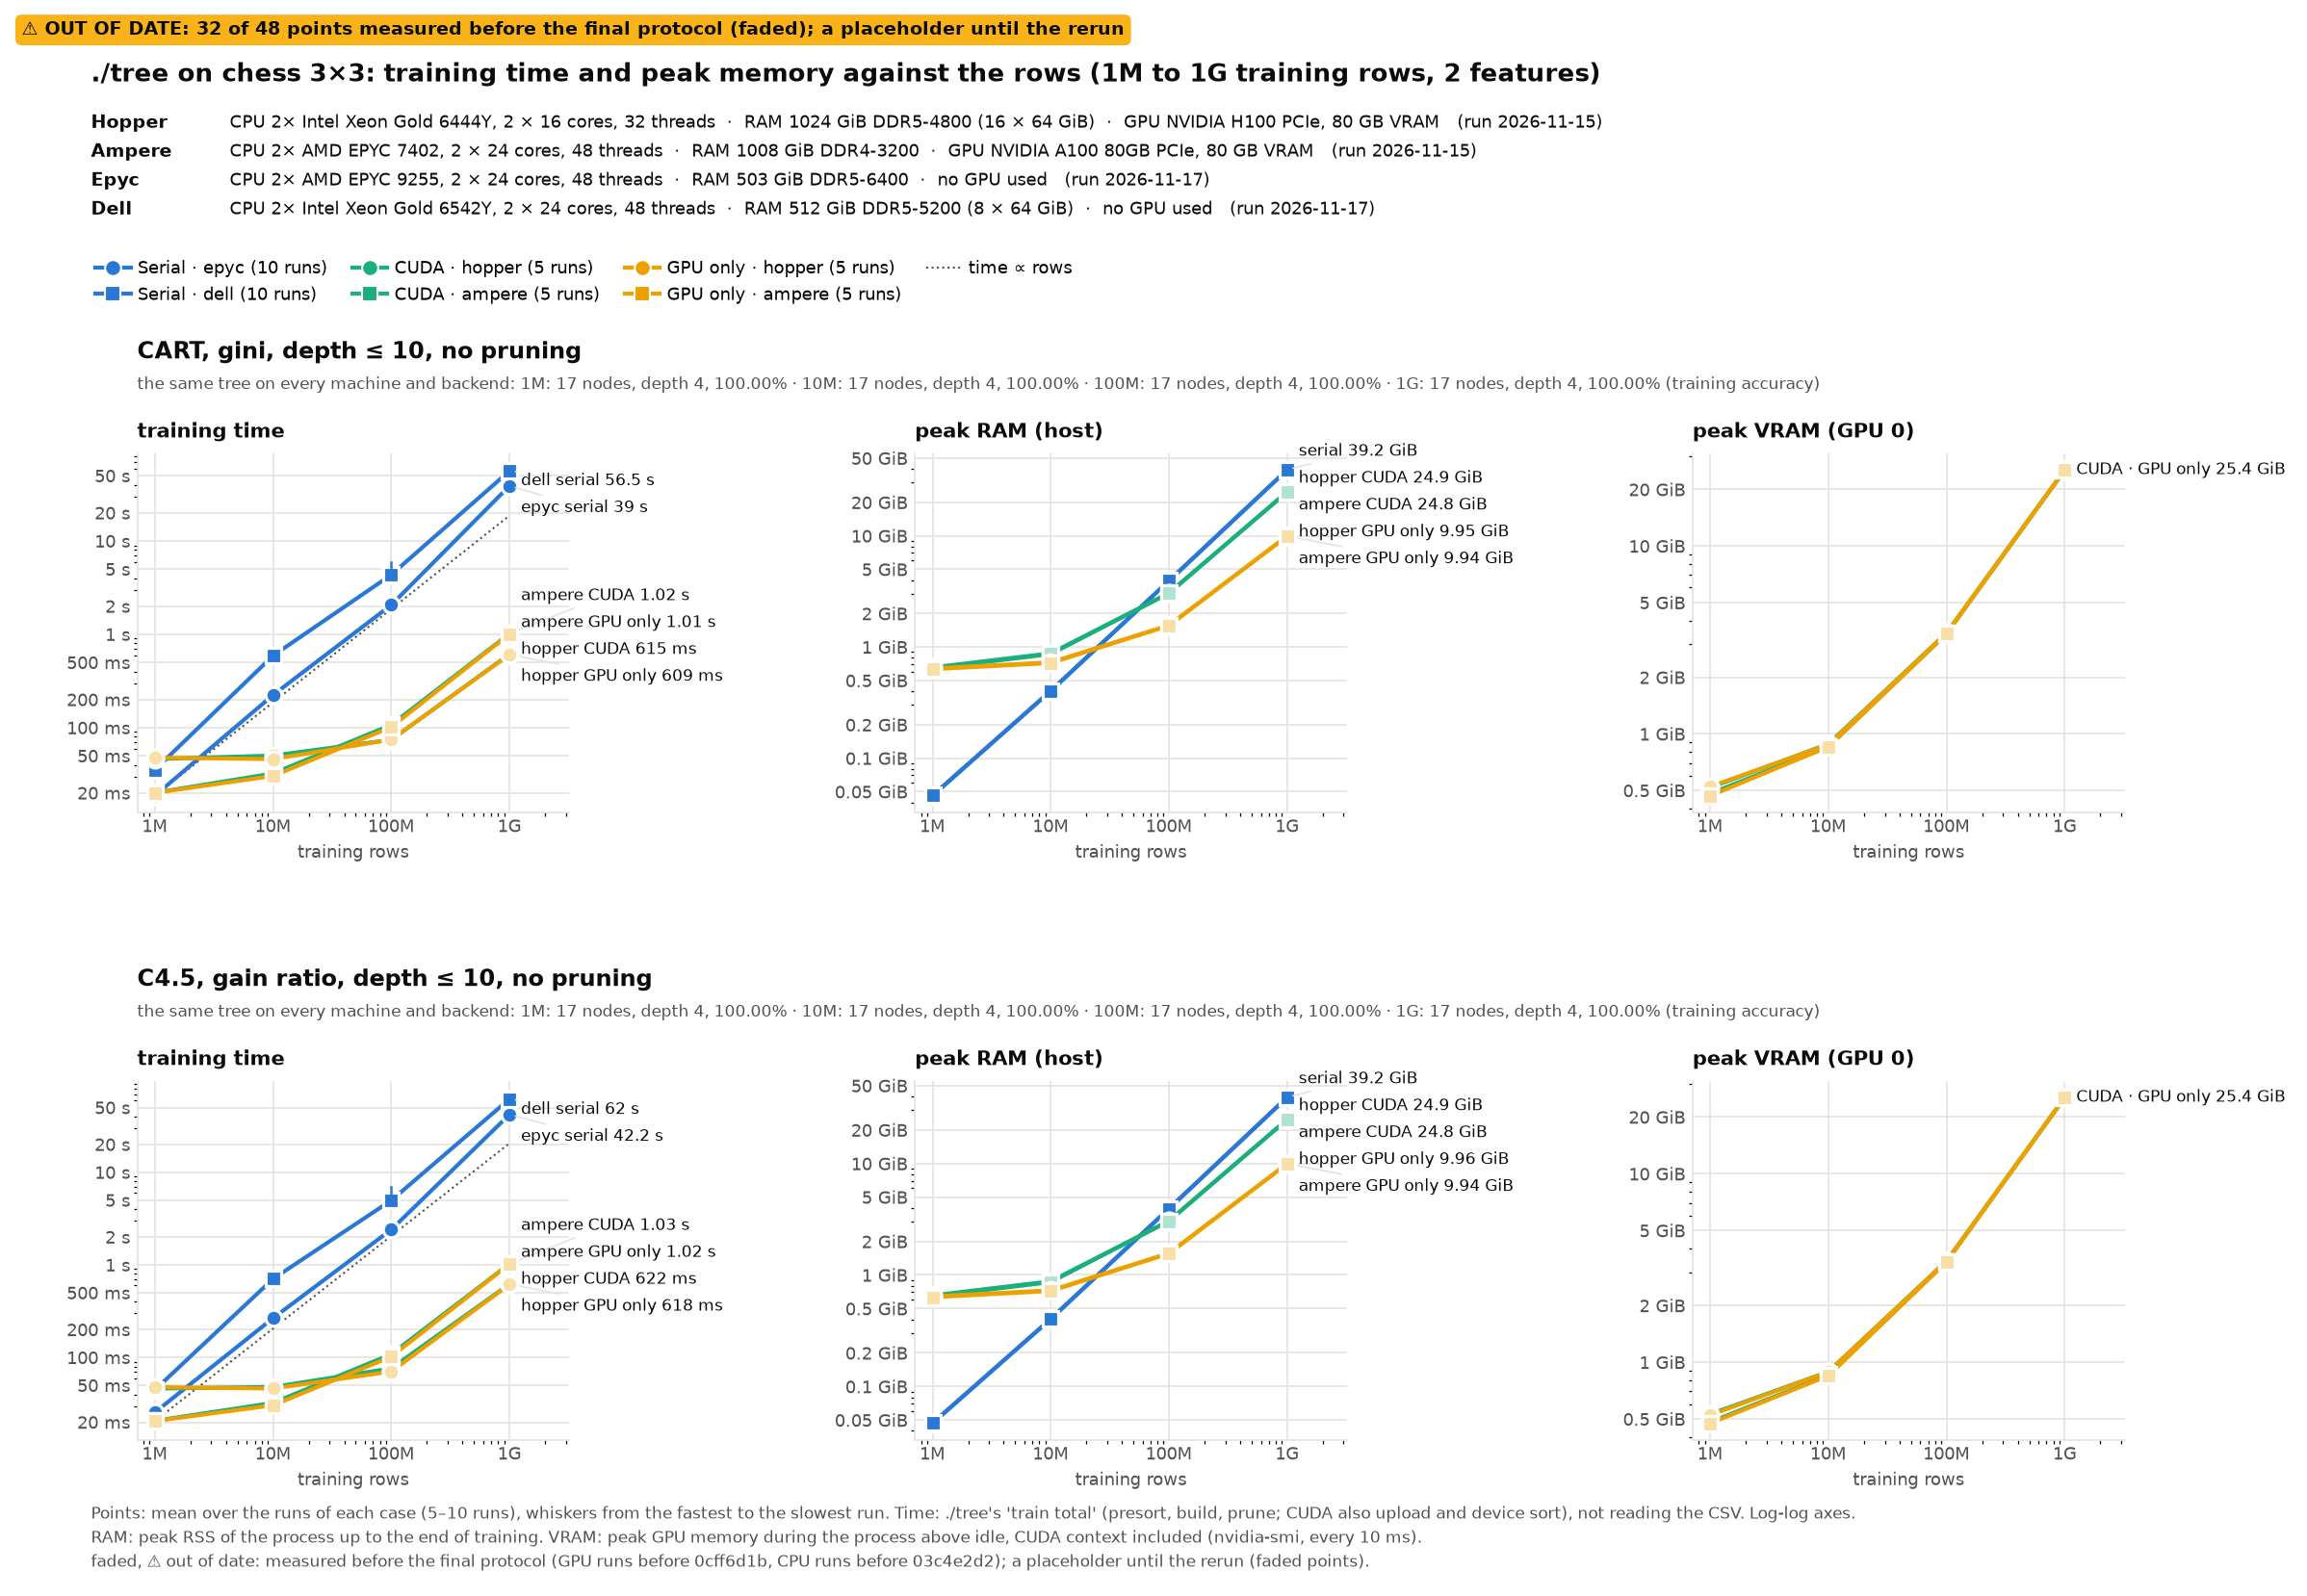 ⚠ OUT OF DATE: 32 of 48 points measured before the final protocol (faded); a placeholder until the rerun
./tree on chess 3×3: training time and peak memory against the rows (1M to 1G training rows, 2 features)
Hopper CPU 2× Intel Xeon Gold 6444Y, 2 × 16 cores, 32 threads · RAM 1024 GiB DDR5-4800 (16 × 64 GiB) · GPU NVIDIA H100 PCIe, 80 GB VRAM (run 2026-11-15)
Ampere CPU 2× AMD EPYC 7402, 2 × 24 cores, 48 threads · RAM 1008 GiB DDR4-3200 · GPU NVIDIA A100 80GB PCIe, 80 GB VRAM (run 2026-11-15)
Epyc CPU 2× AMD EPYC 9255, 2 × 24 cores, 48 threads · RAM 503 GiB DDR5-6400 · no GPU used (run 2026-11-17)
Dell CPU 2× Intel Xeon Gold 6542Y, 2 × 24 cores, 48 threads · RAM 512 GiB DDR5-5200 (8 × 64 GiB) · no GPU used (run 2026-11-17)
Serial · epyc (10 runs) CUDA · hopper (5 runs) GPU only · hopper (5 runs) time ∝ rows
Serial · dell (10 runs) CUDA · ampere (5 runs) GPU only · ampere (5 runs)
CART, gini, depth ≤ 10, no pruning
the same tree on every machine and backend: 1M: 17 nodes, depth 4, 100.00% · 10M: 17 nodes, depth 4, 100.00% · 100M: 17 nodes, depth 4, 100.00% · 1G: 17 nodes, depth 4, 100.00% (training accuracy)
training time
50 s
20 s
10 s
5 s
2 s
1 s
500 ms
200 ms
100 ms
50 ms
20 ms
dell serial 56.5 s
epyc serial 39 s
ampere CUDA 1.02 s
ampere GPU only 1.01 s
hopper CUDA 615 ms
hopper GPU only 609 ms
1M 10M 100M 1G
training rows
peak RAM (host)
50 GiB
20 GiB
10 GiB
5 GiB
2 GiB
1 GiB
0.5 GiB
0.2 GiB
0.1 GiB
0.05 GiB
serial 39.2 GiB
hopper CUDA 24.9 GiB
ampere CUDA 24.8 GiB
hopper GPU only 9.95 GiB
ampere GPU only 9.94 GiB
1M 10M 100M 1G
training rows
peak VRAM (GPU 0)
20 GiB
10 GiB
5 GiB
2 GiB
1 GiB
0.5 GiB
CUDA · GPU only 25.4 GiB
1M 10M 100M 1G
training rows
C4.5, gain ratio, depth ≤ 10, no pruning
the same tree on every machine and backend: 1M: 17 nodes, depth 4, 100.00% · 10M: 17 nodes, depth 4, 100.00% · 100M: 17 nodes, depth 4, 100.00% · 1G: 17 nodes, depth 4, 100.00% (training accuracy)
training time
50 s
20 s
10 s
5 s
2 s
1 s
500 ms
200 ms
100 ms
50 ms
20 ms
dell serial 62 s
epyc serial 42.2 s
ampere CUDA 1.03 s
ampere GPU only 1.02 s
hopper CUDA 622 ms
hopper GPU only 618 ms
1M 10M 100M 1G
training rows
peak RAM (host)
50 GiB
20 GiB
10 GiB
5 GiB
2 GiB
1 GiB
0.5 GiB
0.2 GiB
0.1 GiB
0.05 GiB
serial 39.2 GiB
hopper CUDA 24.9 GiB
ampere CUDA 24.8 GiB
hopper GPU only 9.96 GiB
ampere GPU only 9.94 GiB
1M 10M 100M 1G
training rows
peak VRAM (GPU 0)
20 GiB
10 GiB
5 GiB
2 GiB
1 GiB
0.5 GiB
CUDA · GPU only 25.4 GiB
1M 10M 100M 1G
training rows
Points: mean over the runs of each case (5–10 runs), whiskers from the fastest to the slowest run. Time: ./tree's 'train total' (presort, build, prune; CUDA also upload and device sort), not reading the CSV. Log-log axes.
RAM: peak RSS of the process up to the end of training. VRAM: peak GPU memory during the process above idle, CUDA context included (nvidia-smi, every 10 ms).
faded, ⚠ out of date: measured before the final protocol (GPU runs before 0cff6d1b, CPU runs before 03c4e2d2); a placeholder until the rerun (faded points).